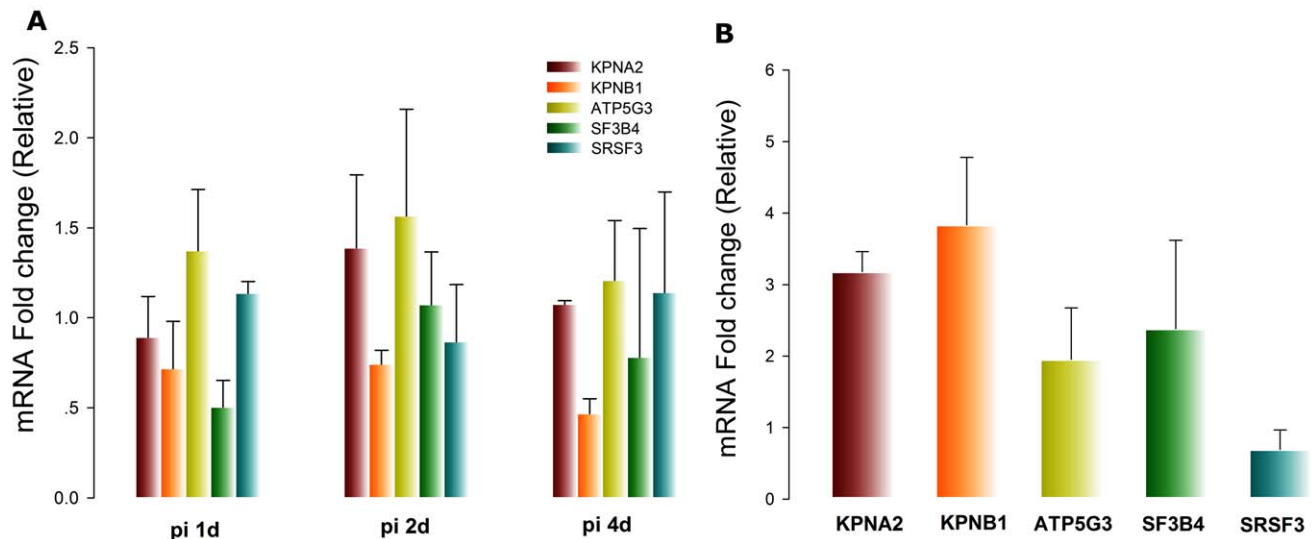 A
mRNA Fold change (Relative)
2.5
2.0
1.5
1.0
.5
0.0
KPNA2
KPNB1
ATP5G3
SF3B4
SRSF3
pi 1d
pi 2d
pi 4d
B
mRNA Fold change (Relative)
6
5
4
3
2
1
0
KPNA2
KPNB1
ATP5G3
SF3B4
SRSF3